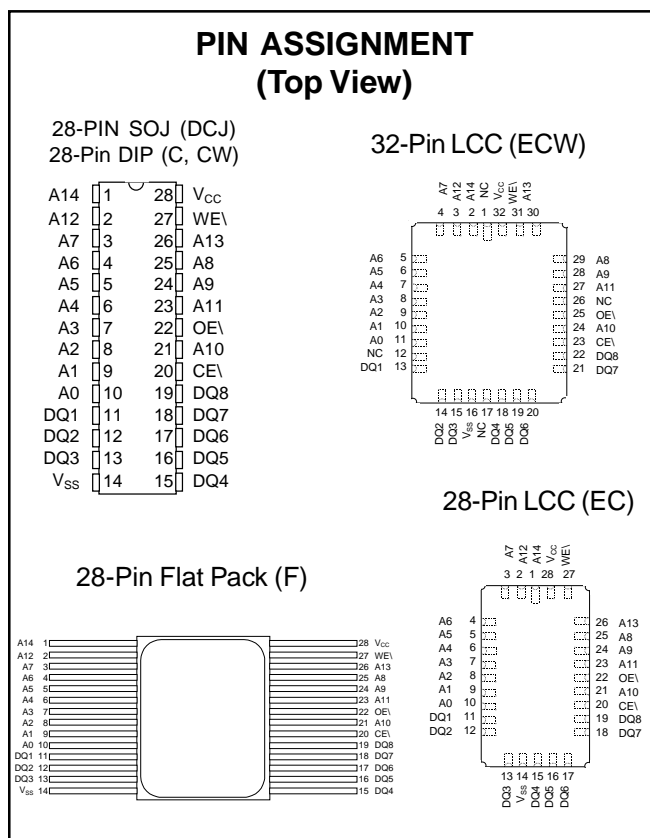 PIN ASSIGNMENT
(Top View)
28-PIN SOJ (DCJ)
28-Pin DIP (C, CW)
A14 1 28 VCC
A12 2 27 WE\
A7 3 26 A13
A6 4 25 A8
A5 5 24 A9
A4 6 23 A11
A3 7 22 OE\
A2 8 21 A10
A1 9 20 CE\
A0 10 19 DQ8
DQ1 11 18 DQ7
DQ2 12 17 DQ6
DQ3 13 16 DQ5
VSS 14 15 DQ4
32-Pin LCC (ECW)
A7 A12 A14 NC VCC WE\ A13
4 3 2 1 32 31 30
A6 5 29 A8
A5 6 28 A9
A4 7 27 A11
A3 8 26 NC
A2 9 25 OE\
A1 10 24 A10
A0 11 23 CE\
NC 12 22 DQ8
DQ1 13 21 DQ7
14 15 16 17 18 19 20
DQ2 DQ3 VSS NC DQ4 DQ5 DQ6
28-Pin Flat Pack (F)
A14 1 28 VCC
A12 2 27 WE\
A7 3 26 A13
A6 4 25 A8
A5 5 24 A9
A4 6 23 A11
A3 7 22 OE\
A2 8 21 A10
A1 9 20 CE\
A0 10 19 DQ8
DQ1 11 18 DQ7
DQ2 12 17 DQ6
DQ3 13 16 DQ5
VSS 14 15 DQ4
28-Pin LCC (EC)
A7 A12 A14 VCC WE\
3 2 1 28 27
A6 4 26 A13
A5 5 25 A8
A4 6 24 A9
A3 7 23 A11
A2 8 22 OE\
A1 9 21 A10
A0 10 20 CE\
DQ1 11 19 DQ8
DQ2 12 18 DQ7
13 14 15 16 17
DQ3 VSS DQ4 DQ5 DQ6